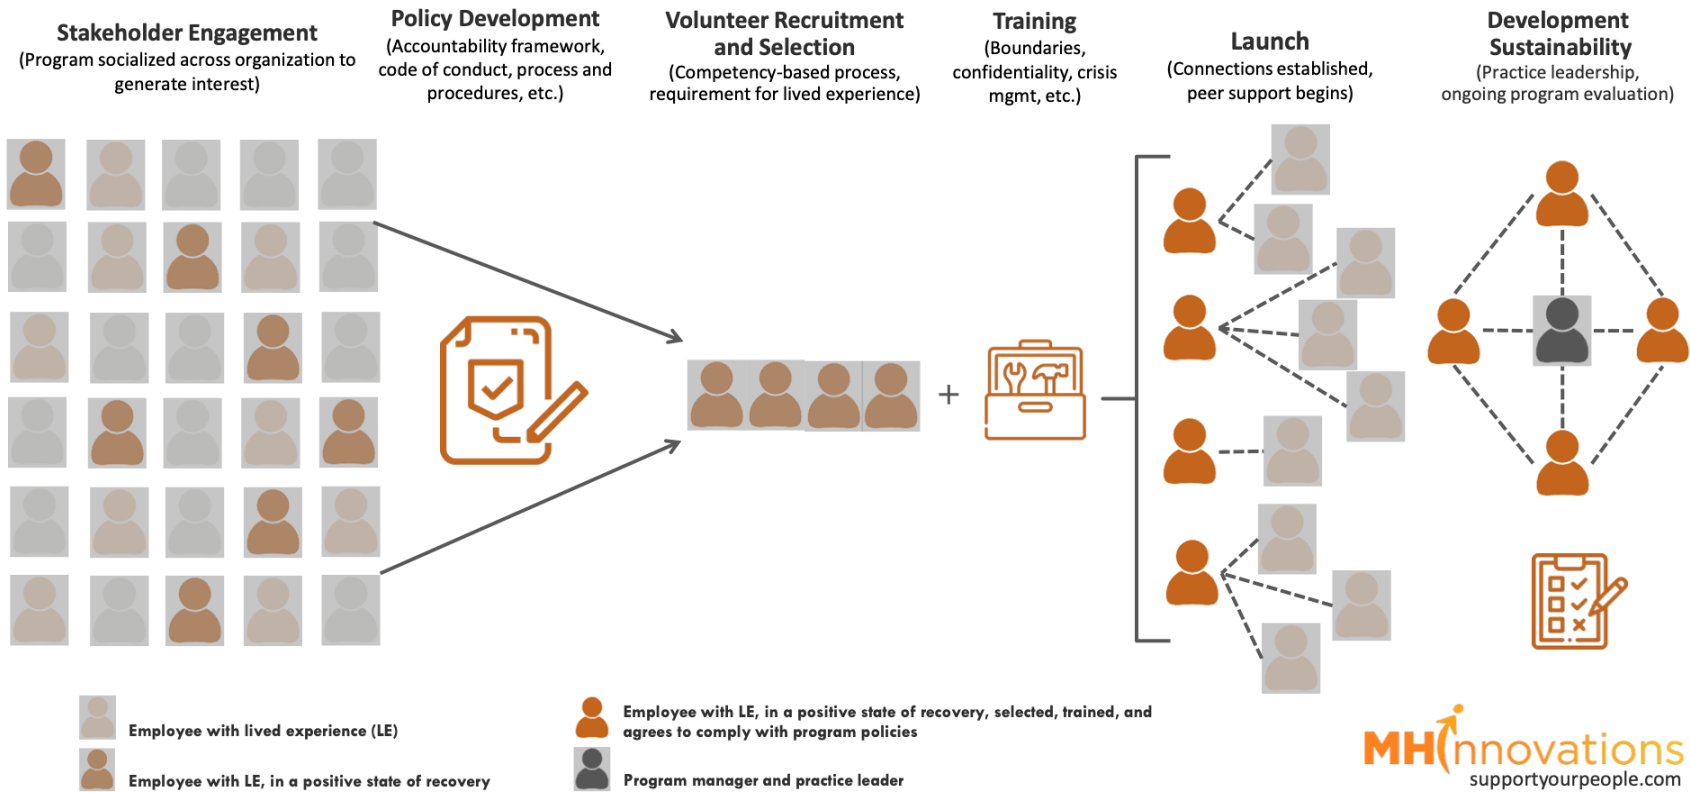 Stakeholder Engagement
(Program socialized across organization to
generate interest)
Policy Development
(Accountability framework,
code of conduct, process and
procedures, etc.)
Volunteer Recruitment
and Selection
(Competency-based process,
requirement for lived experience)
Training
(Boundaries,
confidentiality, crisis
mgmt, etc.)
Launch
(Connections established,
peer support begins)
Development
Sustainability
(Practice leadership,
ongoing program evaluation)
+
Employee with lived experience (LE)
Employee with LE, in a positive state of recovery
Employee with LE, in a positive state of recovery, selected, trained, and
agrees to comply with program policies
Program manager and practice leader
MHinnovations
supportyourpeople.com